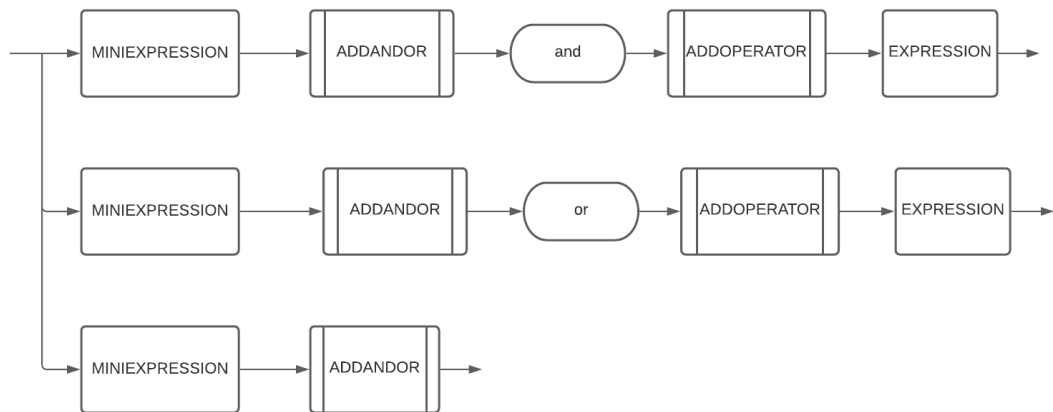 MINIEXPRESSION ADDANDOR and ADDOPERATOR EXPRESSION
MINIEXPRESSION ADDANDOR or ADDOPERATOR EXPRESSION
MINIEXPRESSION ADDANDOR